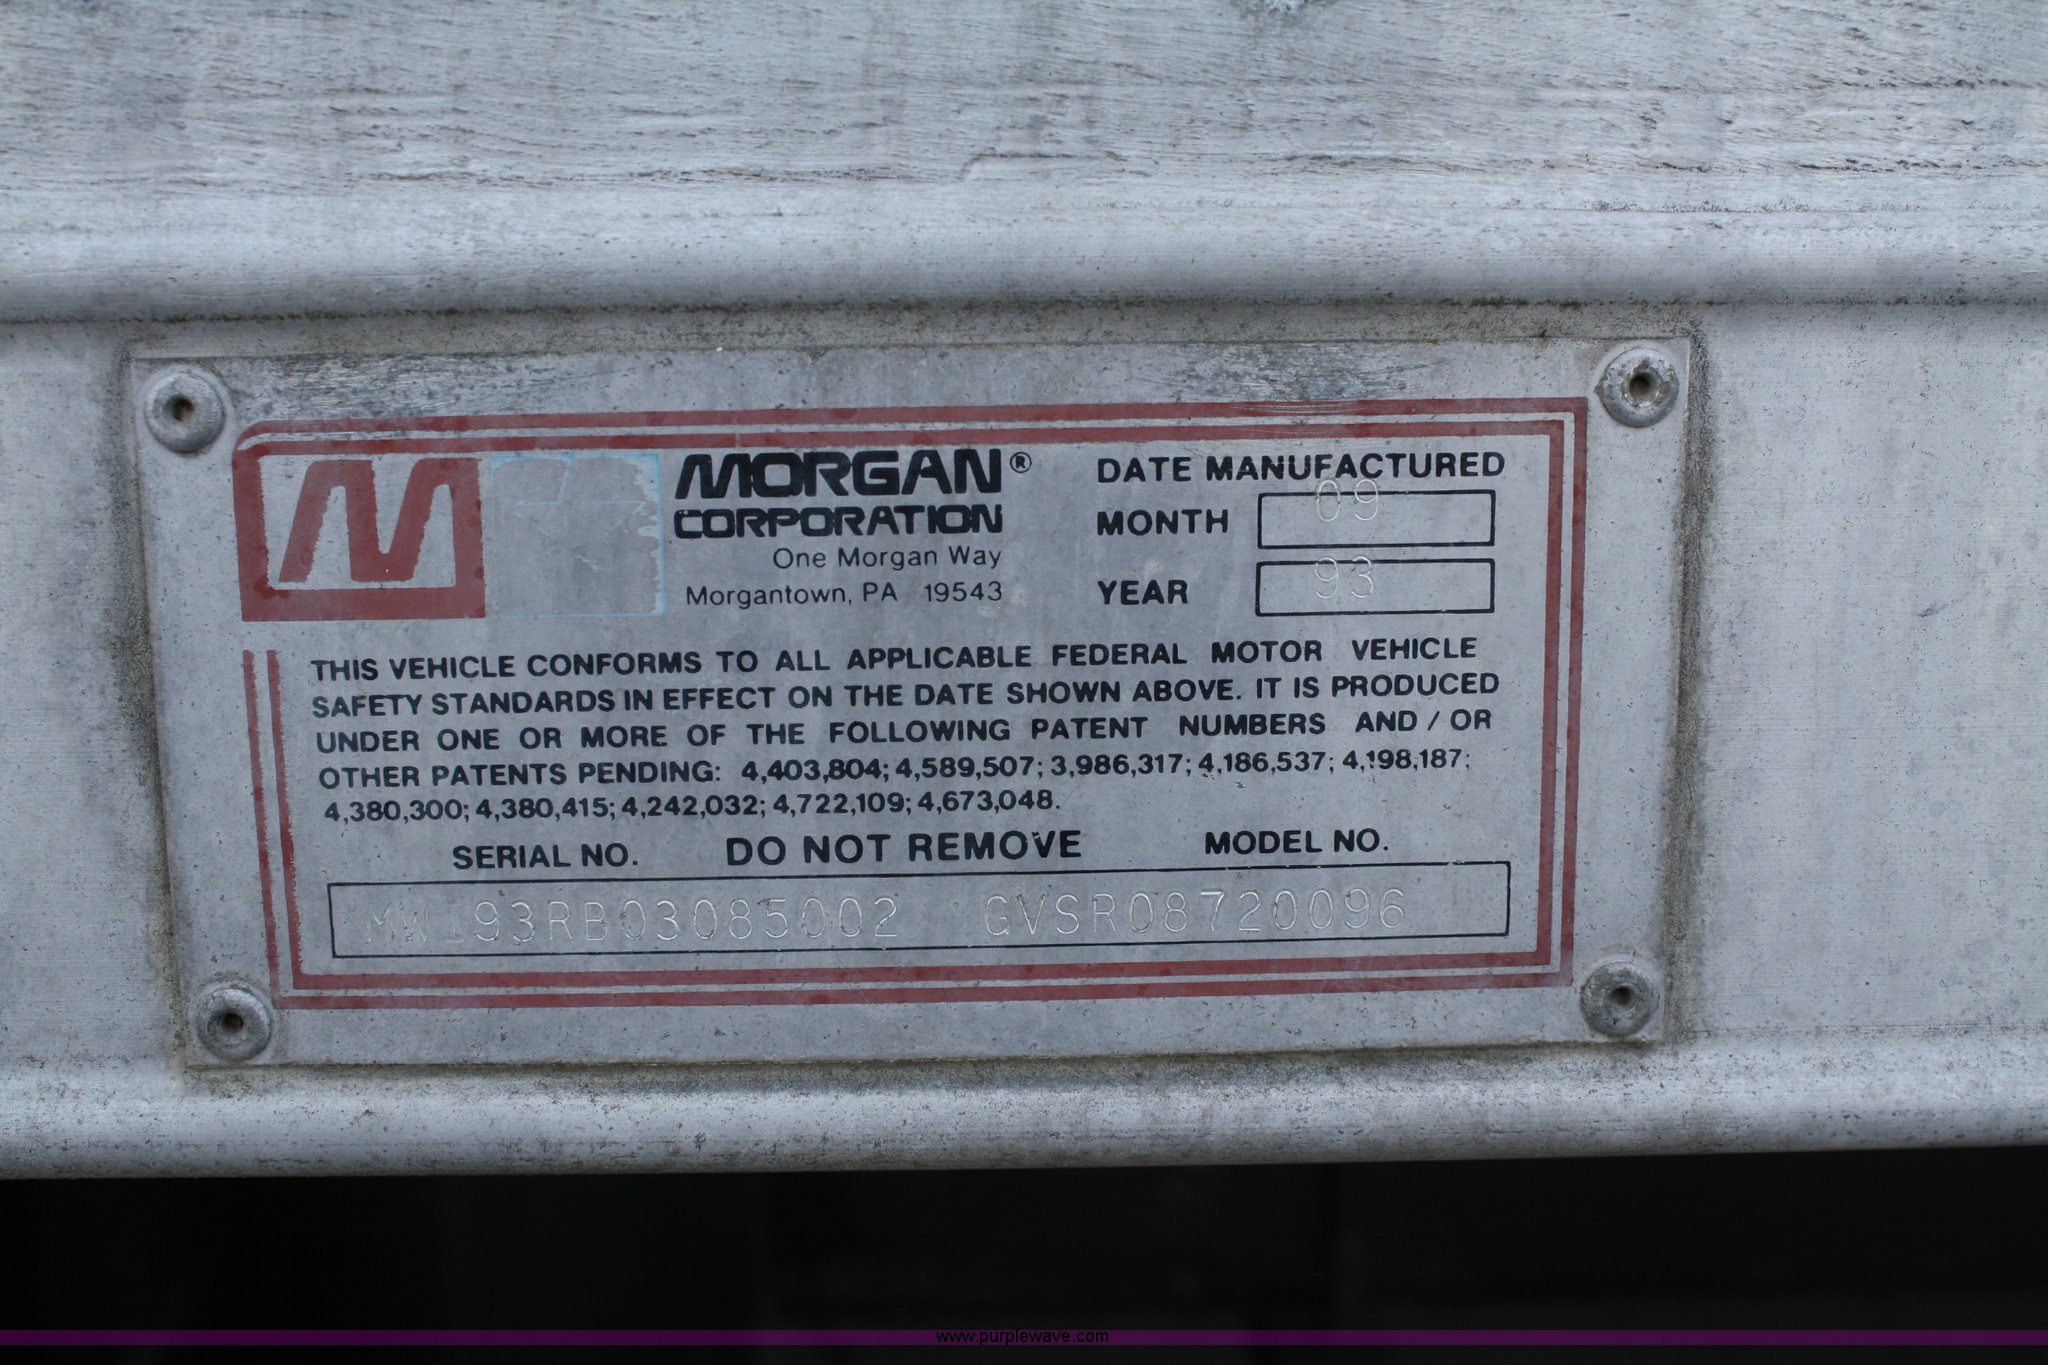 MORGAN®
CORPORATION
One Morgan Way
Morgantown, PA 19543
DATE MANUFACTURED
MONTH 09
YEAR 93
THIS VEHICLE CONFORMS TO ALL APPLICABLE FEDERAL MOTOR VEHICLE
SAFETY STANDARDS IN EFFECT ON THE DATE SHOWN ABOVE. IT IS PRODUCED
UNDER ONE OR MORE OF THE FOLLOWING PATENT NUMBERS AND / OR
OTHER PATENTS PENDING: 4,403,804; 4,589,507; 3,986,317; 4,186,537; 4,198,187;
4,380,300; 4,380,415; 4,242,032; 4,722,109; 4,673,048.
SERIAL NO. DO NOT REMOVE MODEL NO.
MW_93RB03085002 GVSR08720096
www.purplewave.com